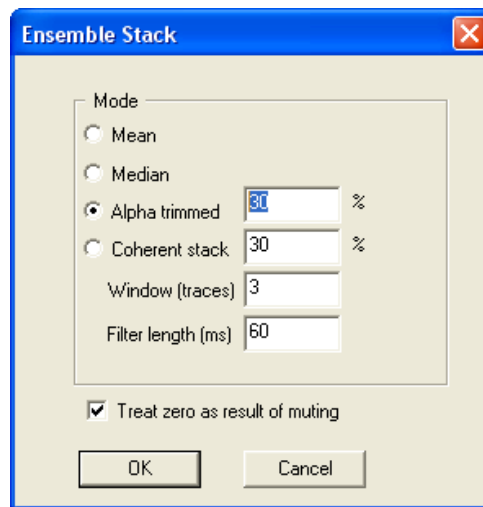 Ensemble Stack
Mode
Mean
Median
Alpha trimmed 30 %
Coherent stack 30 %
Window (traces) 3
Filter length (ms) 60
Treat zero as result of muting
OK Cancel